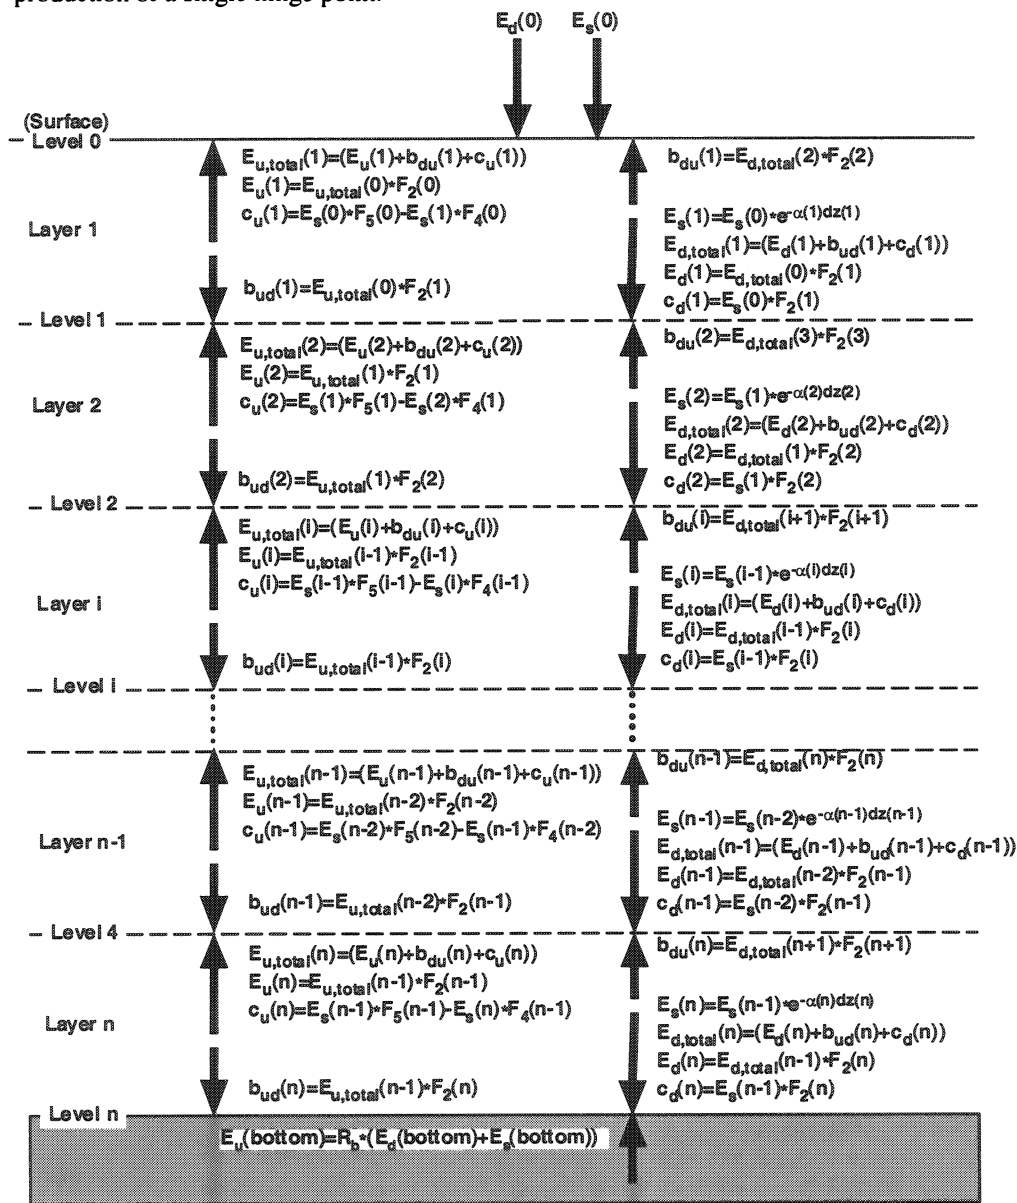 production of a single hinge point.
E_d(0) E_s(0)
(Surface)
Level 0
E_u,total(1)=(E_u(1)+b_du(1)+c_u(1))
E_u(1)=E_u,total(0)*F_2(0)
c_u(1)=E_s(0)*F_5(0)-E_s(1)*F_4(0)
Layer 1
b_ud(1)=E_u,total(0)*F_2(1)
b_du(1)=E_d,total(2)*F_2(2)
E_s(1)=E_s(0)*e^-α(1)dz(1)
E_d,total(1)=(E_d(1)+b_ud(1)+c_d(1))
E_d(1)=E_d,total(0)*F_2(1)
c_d(1)=E_s(0)*F_2(1)
Level 1
E_u,total(2)=(E_u(2)+b_du(2)+c_u(2))
E_u(2)=E_u,total(1)*F_2(1)
c_u(2)=E_s(1)*F_5(1)-E_s(2)*F_4(1)
Layer 2
b_ud(2)=E_u,total(1)*F_2(2)
b_du(2)=E_d,total(3)*F_2(3)
E_s(2)=E_s(1)*e^-α(2)dz(2)
E_d,total(2)=(E_d(2)+b_ud(2)+c_d(2))
E_d(2)=E_d,total(1)*F_2(2)
c_d(2)=E_s(1)*F_2(2)
Level 2
E_u,total(i)=(E_u(i)+b_du(i)+c_u(i))
E_u(i)=E_u,total(i-1)*F_2(i-1)
c_u(i)=E_s(i-1)*F_5(i-1)-E_s(i)*F_4(i-1)
Layer i
b_ud(i)=E_u,total(i-1)*F_2(i)
b_du(i)=E_d,total(i+1)*F_2(i+1)
E_s(i)=E_s(i-1)*e^-α(i)dz(i)
E_d,total(i)=(E_d(i)+b_ud(i)+c_d(i))
E_d(i)=E_d,total(i-1)*F_2(i)
c_d(i)=E_s(i-1)*F_2(i)
Level i
E_u,total(n-1)=(E_u(n-1)+b_du(n-1)+c_u(n-1))
E_u(n-1)=E_u,total(n-2)*F_2(n-2)
c_u(n-1)=E_s(n-2)*F_5(n-2)-E_s(n-1)*F_4(n-2)
Layer n-1
b_ud(n-1)=E_u,total(n-2)*F_2(n-1)
b_du(n-1)=E_d,total(n)*F_2(n)
E_s(n-1)=E_s(n-2)*e^-α(n-1)dz(n-1)
E_d,total(n-1)=(E_d(n-1)+b_ud(n-1)+c_d(n-1))
E_d(n-1)=E_d,total(n-2)*F_2(n-1)
c_d(n-1)=E_s(n-2)*F_2(n-1)
Level 4
E_u,total(n)=(E_u(n)+b_du(n)+c_u(n))
E_u(n)=E_u,total(n-1)*F_2(n-1)
c_u(n)=E_s(n-1)*F_5(n-1)-E_s(n)*F_4(n-1)
Layer n
b_ud(n)=E_u,total(n-1)*F_2(n)
b_du(n)=E_d,total(n+1)*F_2(n+1)
E_s(n)=E_s(n-1)*e^-α(n)dz(n)
E_d,total(n)=(E_d(n)+b_ud(n)+c_d(n))
E_d(n)=E_d,total(n-1)*F_2(n)
c_d(n)=E_s(n-1)*F_2(n)
Level n
E_u(bottom)=R_b*(E_d(bottom)+E_s(bottom))